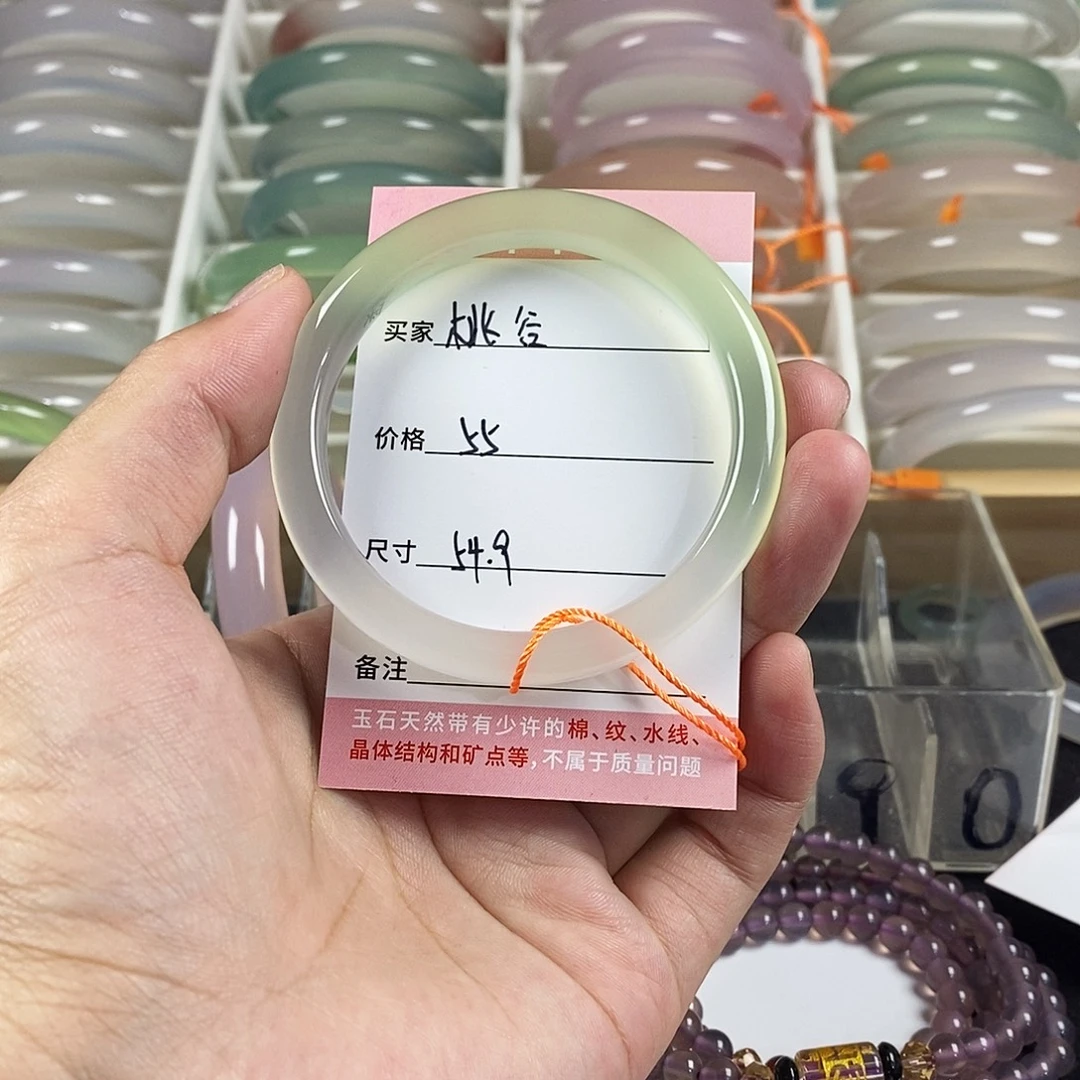 买家 桃谷
价格 55
尺寸 54.9
备注
玉石天然带有少许的棉、纹、水线、
晶体结构和矿点等，不属于质量问题
10